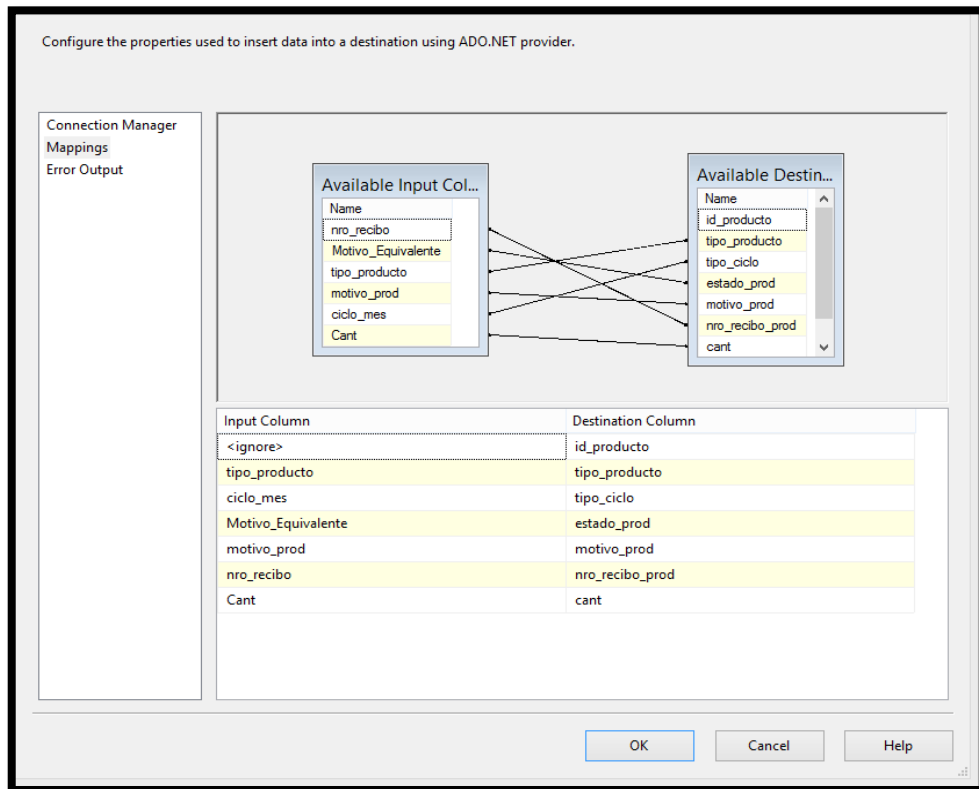 Configure the properties used to insert data into a destination using ADO.NET provider.
Connection Manager
Mappings
Error Output
Available Input Col...
Name
nro_recibo
Motivo_Equivalente
tipo_producto
motivo_prod
ciclo_mes
Cant
Available Destin...
Name
id_producto
tipo_producto
tipo_ciclo
estado_prod
motivo_prod
nro_recibo_prod
cant
Input Column Destination Column
<ignore> id_producto
tipo_producto tipo_producto
ciclo_mes tipo_ciclo
Motivo_Equivalente estado_prod
motivo_prod motivo_prod
nro_recibo nro_recibo_prod
Cant cant
OK Cancel Help